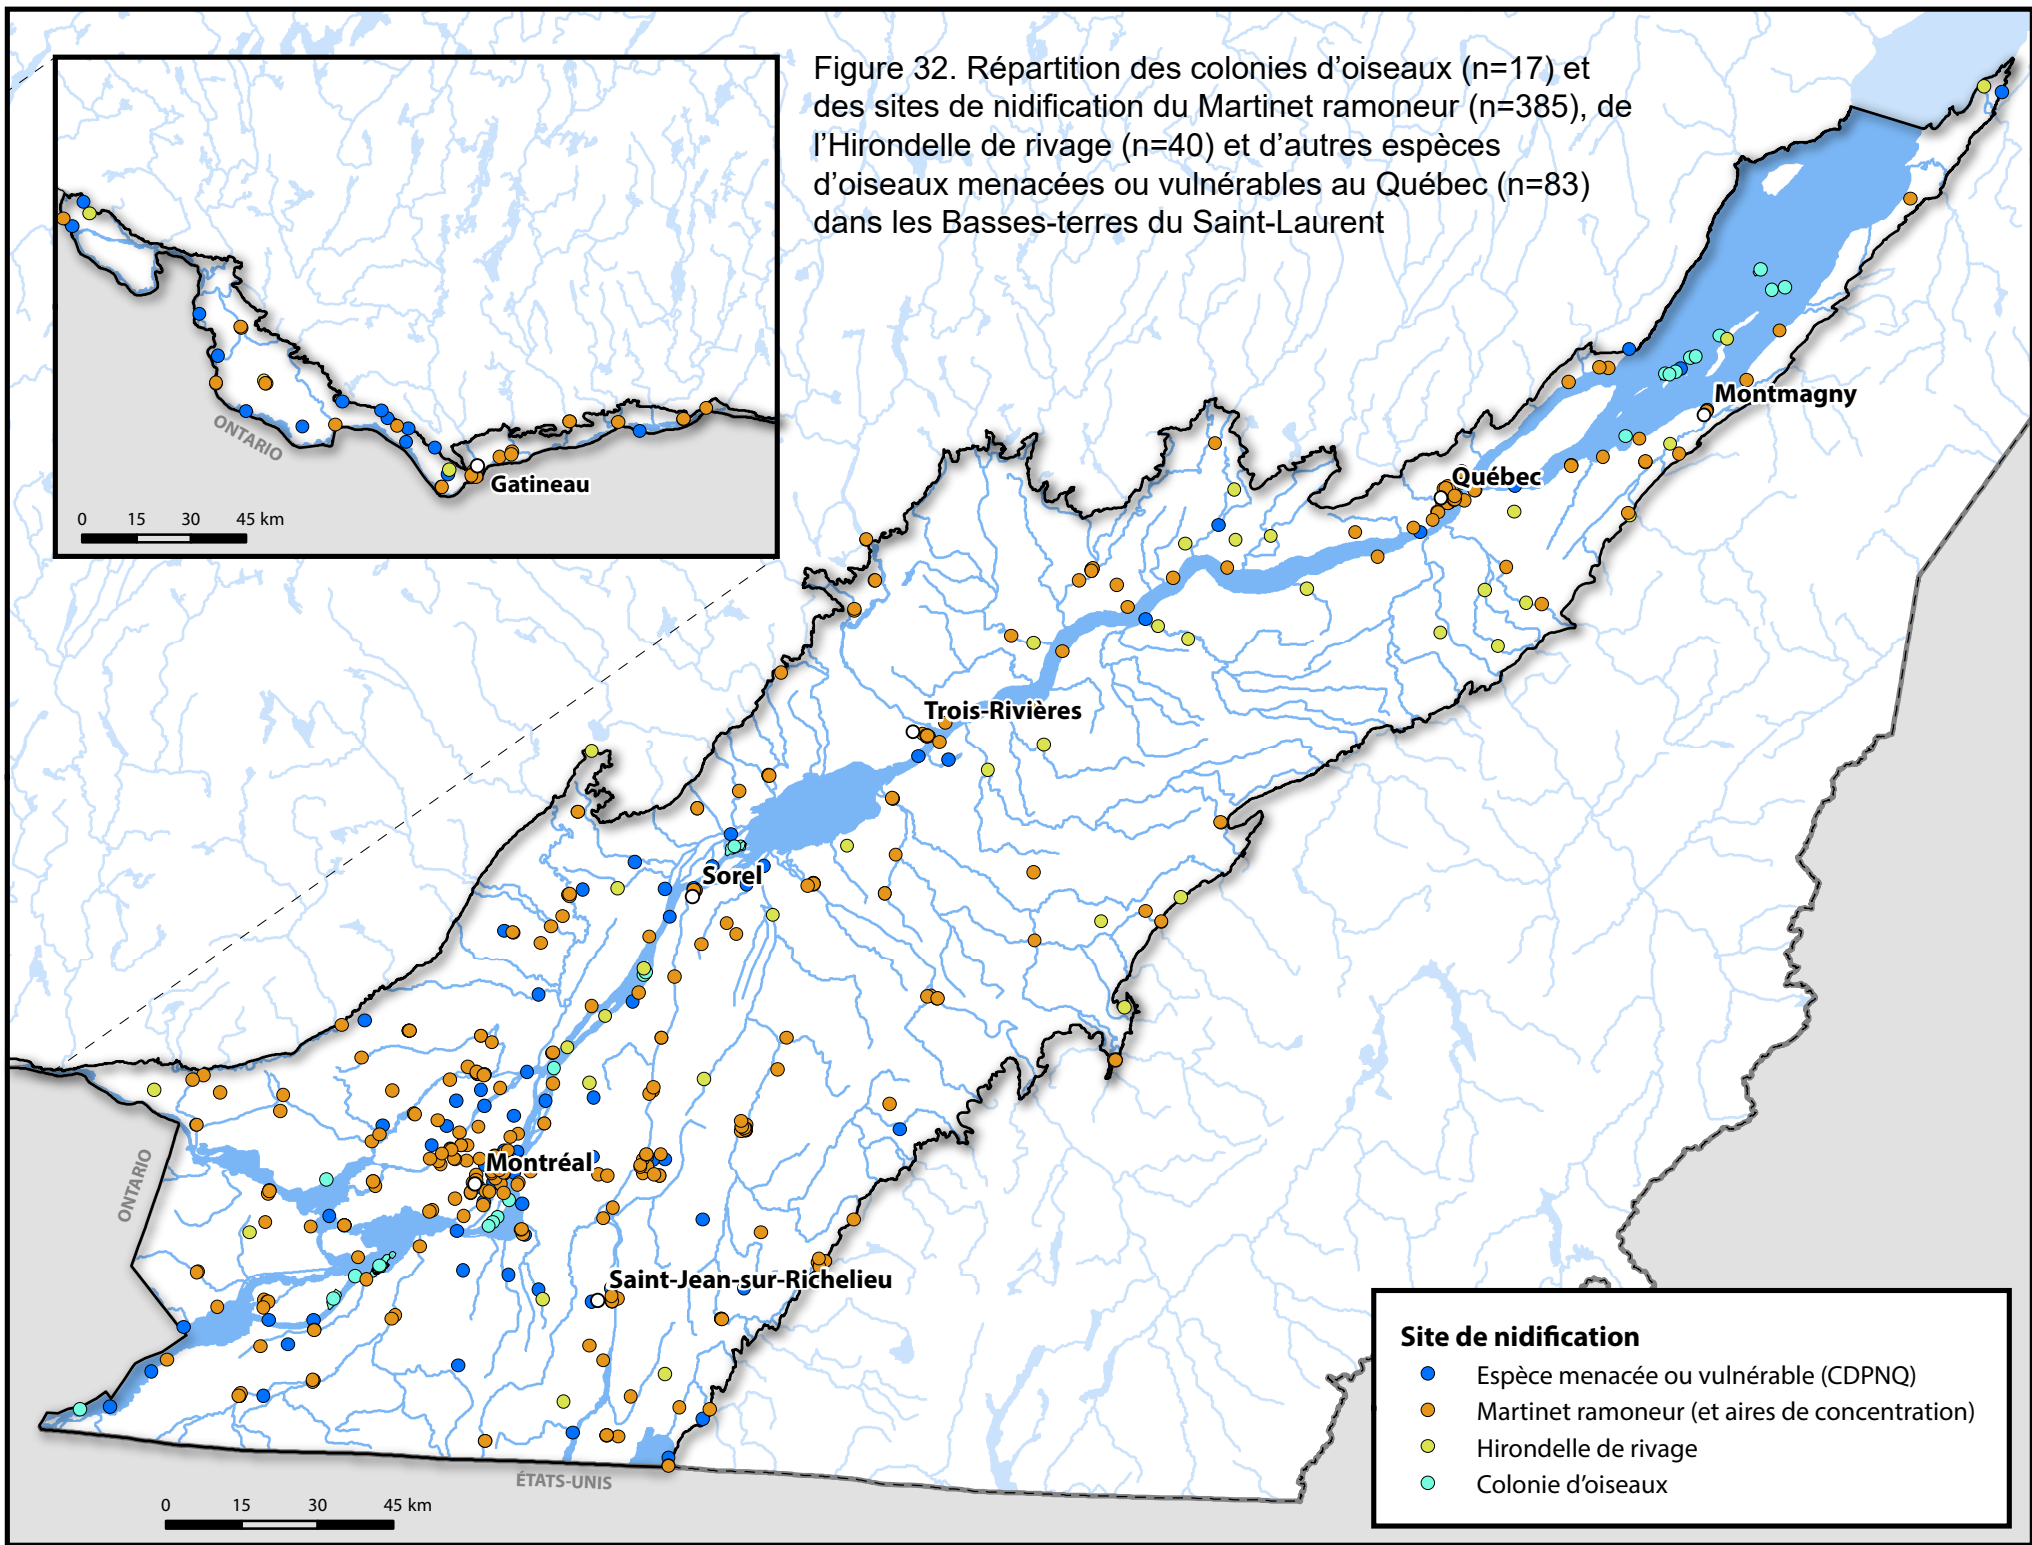 Figure 32. Répartition des colonies d'oiseaux (n=17) et
des sites de nidification du Martinet ramoneur (n=385), de
l'Hirondelle de rivage (n=40) et d'autres espèces
d'oiseaux menacées ou vulnérables au Québec (n=83)
dans les Basses-terres du Saint-Laurent
ONTARIO
Gatineau
0 15 30 45 km
Montmagny
Québec
Trois-Rivières
Sorel
Montréal
ONTARIO
Saint-Jean-sur-Richelieu
ÉTATS-UNIS
0 15 30 45 km
Site de nidification
Espèce menacée ou vulnérable (CDPNQ)
Martinet ramoneur (et aires de concentration)
Hirondelle de rivage
Colonie d'oiseaux